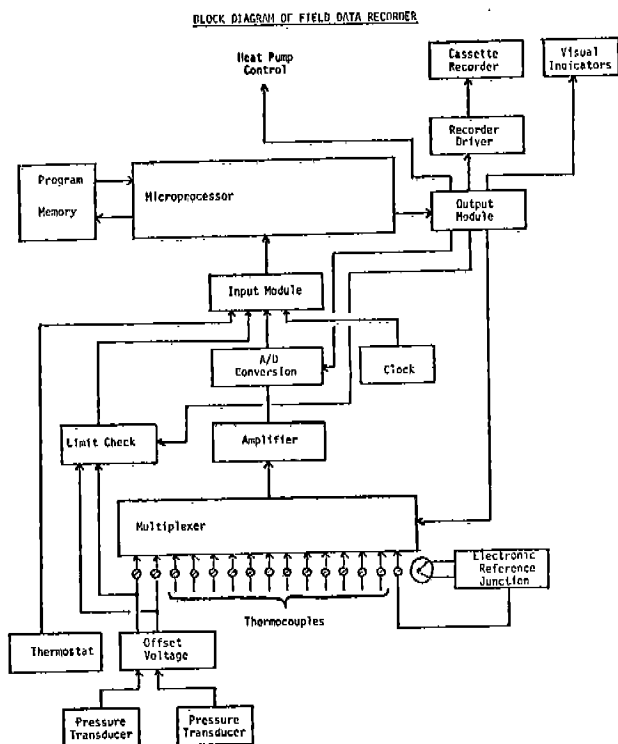 BLOCK DIAGRAM OF FIELD DATA RECORDER
Heat Pump
Control
Cassette
Recorder
Visual
Indicators
Recorder
Driver
Program
Memory
Microprocessor
Output
Module
Input Module
A/D
Conversion
Clock
Limit Check
Amplifier
Multiplexer
Electronic
Reference
Junction
Thermocouples
Thermostat
Offset
Voltage
Pressure
Transducer
Pressure
Transducer